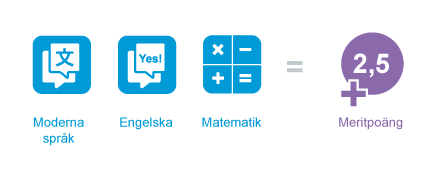 文 Yes! × − + = = 2,5 +
Moderna Engelska Matematik Meritpoäng
språk